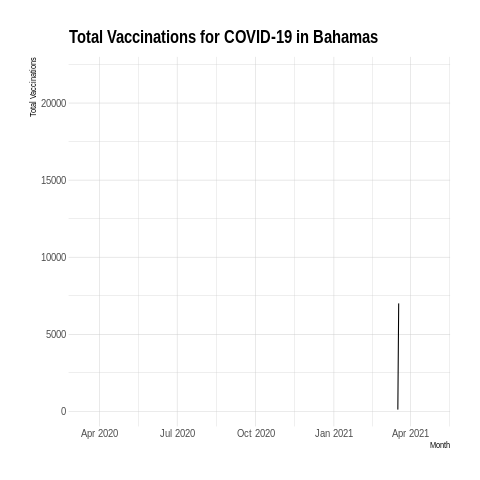 Total Vaccinations for COVID-19 in Bahamas
Total Vaccinations
20000
15000
10000
5000
0
Apr 2020 Jul 2020 Oct 2020 Jan 2021 Apr 2021
Month